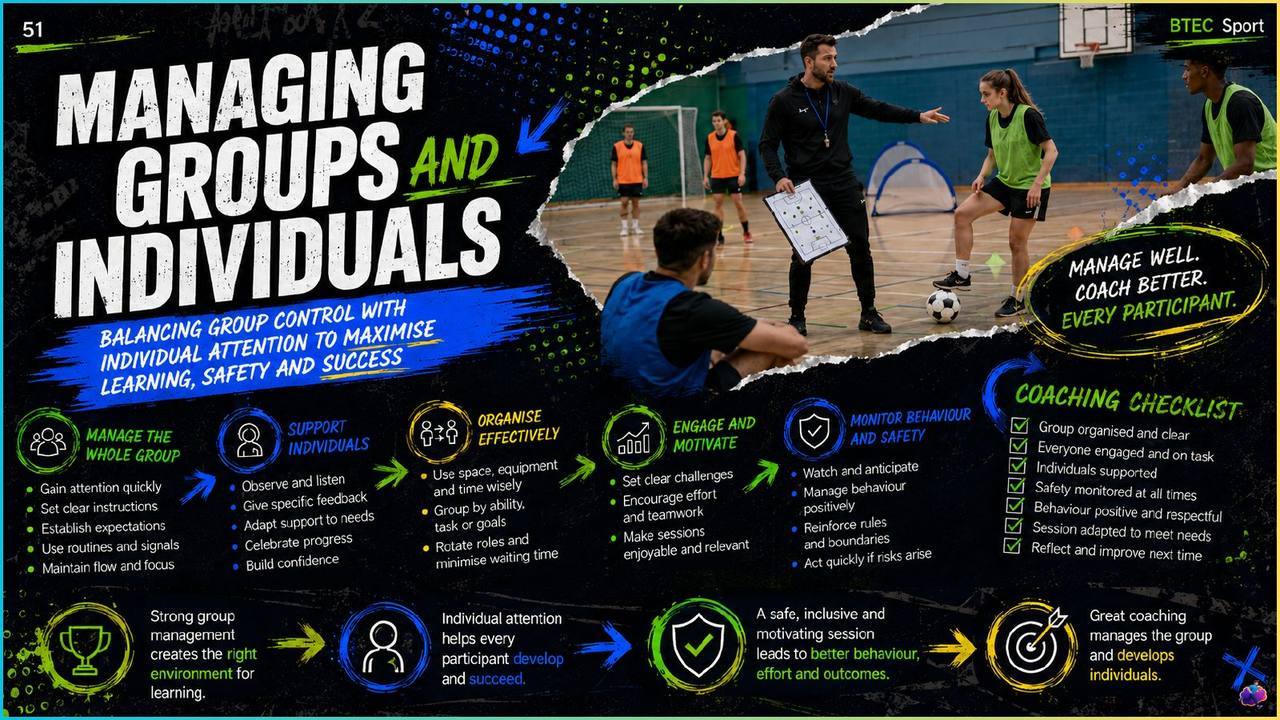 51
BTEC Sport
MANAGING
GROUPS AND
INDIVIDUALS
BALANCING GROUP CONTROL WITH
INDIVIDUAL ATTENTION TO MAXIMISE
LEARNING, SAFETY AND SUCCESS
MANAGE WELL.
COACH BETTER.
EVERY PARTICIPANT.
MANAGE THE
WHOLE GROUP
Gain attention quickly
Set clear instructions
Establish expectations
Use routines and signals
Maintain flow and focus
SUPPORT
INDIVIDUALS
Observe and listen
Give specific feedback
Adapt support to needs
Celebrate progress
Build confidence
ORGANISE
EFFECTIVELY
Use space, equipment
and time wisely
Group by ability,
task or goals
Rotate roles and
minimise waiting time
ENGAGE AND
MOTIVATE
Set clear challenges
Encourage effort
and teamwork
Make sessions
enjoyable and relevant
MONITOR BEHAVIOUR
AND SAFETY
Watch and anticipate
Manage behaviour
positively
Reinforce rules
and boundaries
Act quickly if risks arise
COACHING CHECKLIST
Group organised and clear
Everyone engaged and on task
Individuals supported
Safety monitored at all times
Behaviour positive and respectful
Session adapted to meet needs
Reflect and improve next time
Strong group
management
creates the right
environment for
learning.
Individual attention
helps every
participant develop
and succeed.
A safe, inclusive and
motivating session
leads to better behaviour,
effort and outcomes.
Great coaching
manages the group
and develops
individuals.